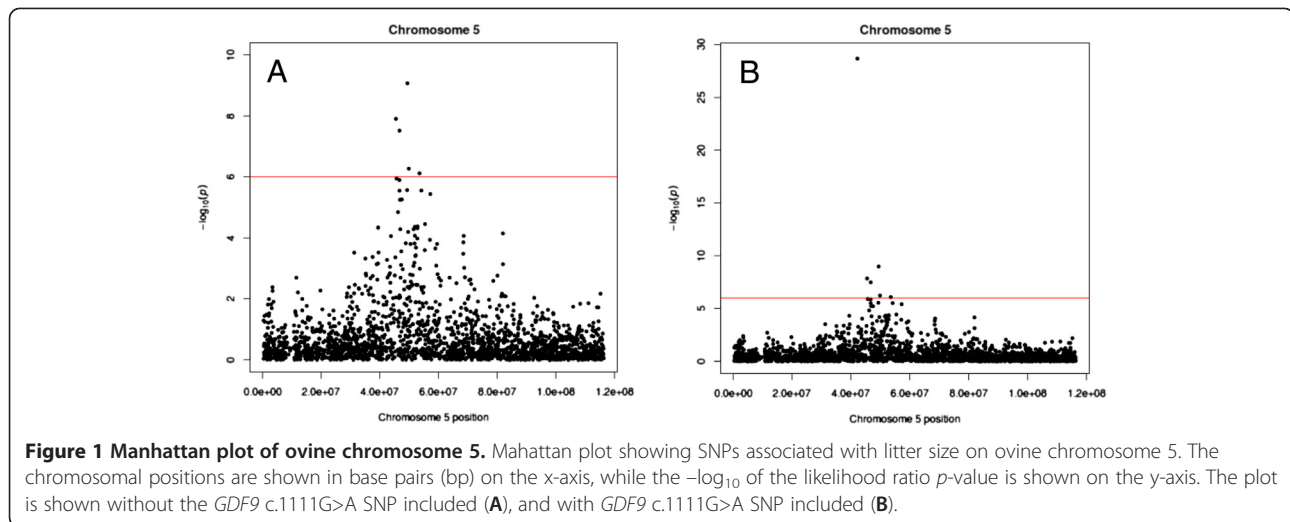 Chromosome 5
A
10
8
6
4
2
0
-log10(p)
0.0e+00 2.0e+07 4.0e+07 6.0e+07 8.0e+07 1.0e+08 1.2e+08
Chromosome 5 position
Chromosome 5
B
30
25
20
15
10
5
0
-log10(p)
0.0e+00 2.0e+07 4.0e+07 6.0e+07 8.0e+07 1.0e+08 1.2e+08
Chromosome 5 position
Figure 1 Manhattan plot of ovine chromosome 5. Mahattan plot showing SNPs associated with litter size on ovine chromosome 5. The
chromosomal positions are shown in base pairs (bp) on the x-axis, while the –log10 of the likelihood ratio p-value is shown on the y-axis. The plot
is shown without the GDF9 c.1111G>A SNP included (A), and with GDF9 c.1111G>A SNP included (B).